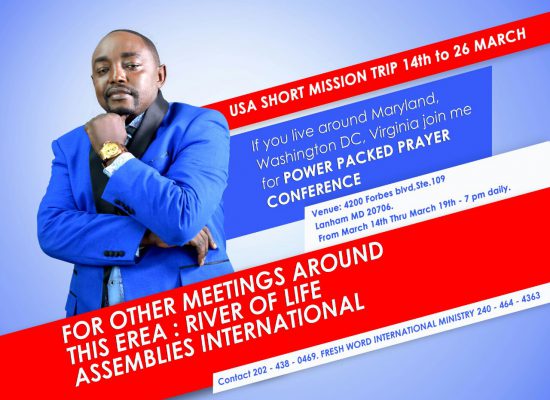 USA SHORT MISSION TRIP 14th to 26 MARCH
If you live around Maryland,
Washington DC, Virginia join me
for POWER PACKED PRAYER
CONFERENCE
Venue: 4200 Forbes blvd,Ste.109
Lanham MD 20706.
From March 14th Thru March 19th - 7 pm daily.
FOR OTHER MEETINGS AROUND
THIS EREA : RIVER OF LIFE
ASSEMBLIES INTERNATIONAL
Contact 202 - 438 - 0469. FRESH WORD INTERNATIONAL MINISTRY 240 - 464 - 4363